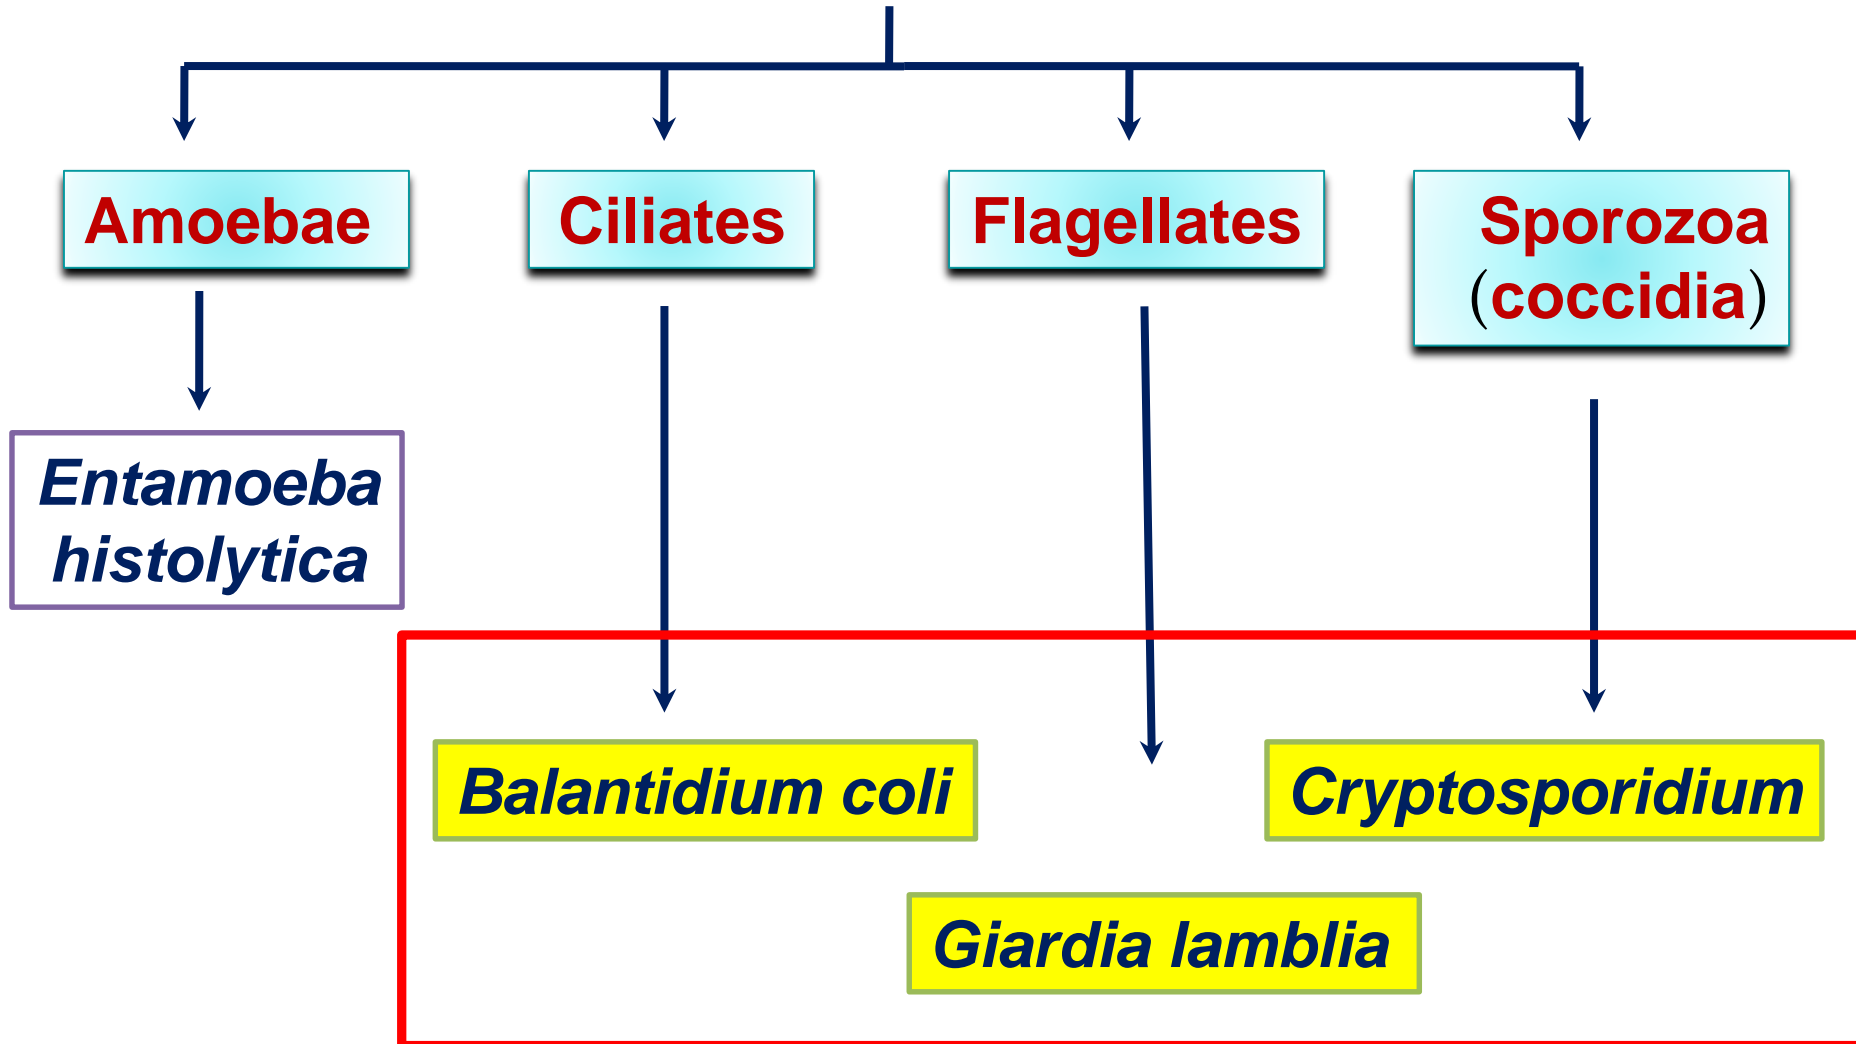 Amoebae
Ciliates
Flagellates
Sporozoa
(coccidia)
Entamoeba
histolytica
Balantidium coli
Cryptosporidium
Giardia lamblia